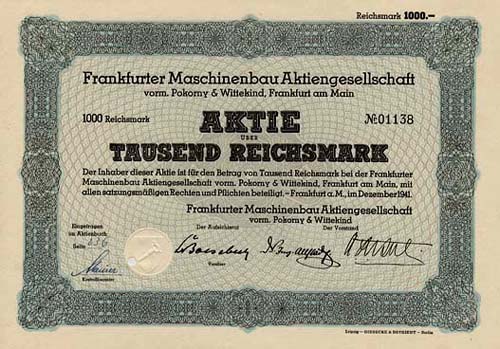 Reichsmark 1000.–
Frankfurter Maschinenbau Aktiengesellschaft
vorm. Pokorny & Wittekind, Frankfurt am Main
1000 Reichsmark
AKTIE
№ 01138
ÜBER
TAUSEND REICHSMARK
Der Inhaber dieser Aktie ist für den Betrag von Tausend Reichsmark bei der Frankfurter
Maschinenbau Aktiengesellschaft vorm. Pokorny & Wittekind, Frankfurt am Main, mit
allen satzungsmäßigen Rechten und Pflichten beteiligt. – Frankfurt a. M., im Dezember 1941.
Frankfurter Maschinenbau Aktiengesellschaft
vorm. Pokorny & Wittekind
Eingetragen
im Aktienbuch
Seite 236
Der Aufsichtsrat
Der Vorstand
Vorsitzer
Kontrollbeamter
Leipzig – GIESECKE & DEVRIENT – Berlin